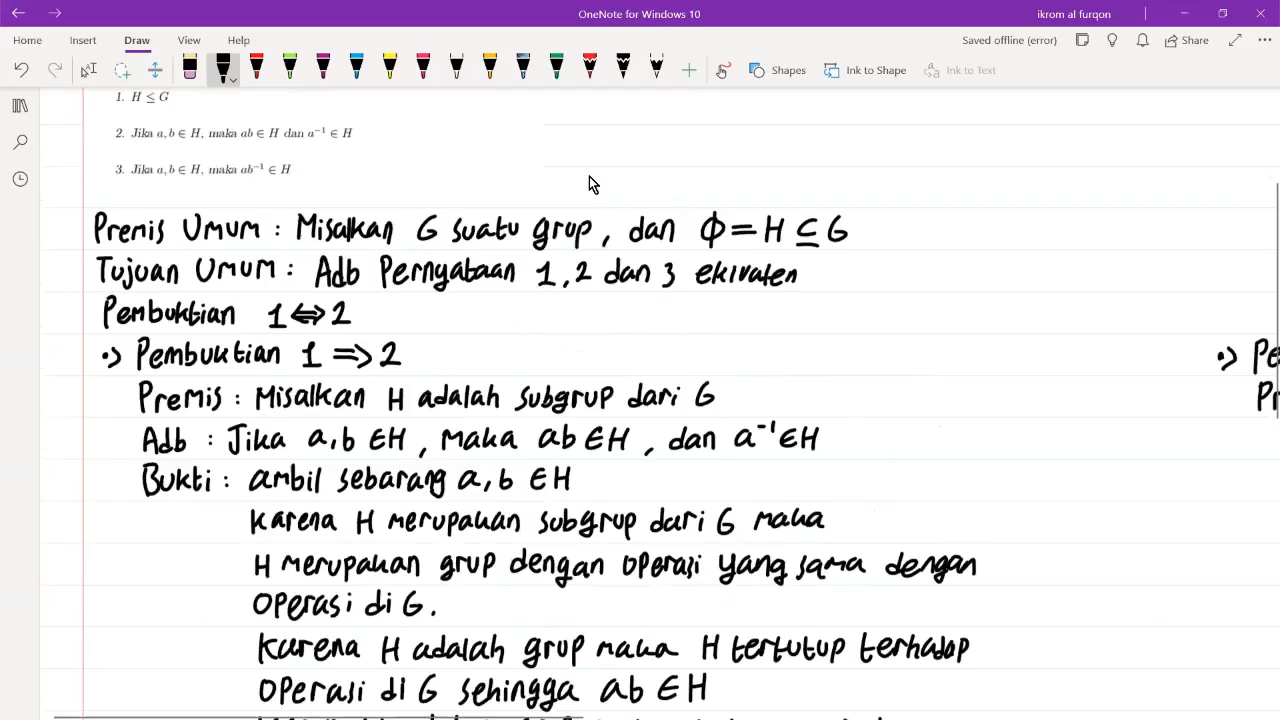 OneNote for Windows 10
ikrom al furqon
Home Insert Draw View Help
Saved offline (error)
Share
Shapes
Ink to Shape
Ink to Text
1. H ≤ G
2. Jika a, b ∈ H, maka ab ∈ H dan a⁻¹ ∈ H
3. Jika a, b ∈ H, maka ab⁻¹ ∈ H
Premis Umum : Misalkan G suatu grup, dan ϕ = H ⊆ G
Tujuan Umum : Adb Pernyataan 1, 2 dan 3 ekivalen
Pembuktian 1 ⇔ 2
•> Pembuktian 1 => 2
Premis : Misalkan H adalah subgrup dari G
Adb : Jika a, b ∈ H, maka ab ∈ H, dan a⁻¹ ∈ H
Bukti : ambil sebarang a, b ∈ H
Karena H merupakan subgrup dari G maka
H merupakan grup dengan operasi yang sama dengan
operasi di G.
Karena H adalah grup maka H tertutup terhadap
operasi di G sehingga ab ∈ H
•> Pe
Pr